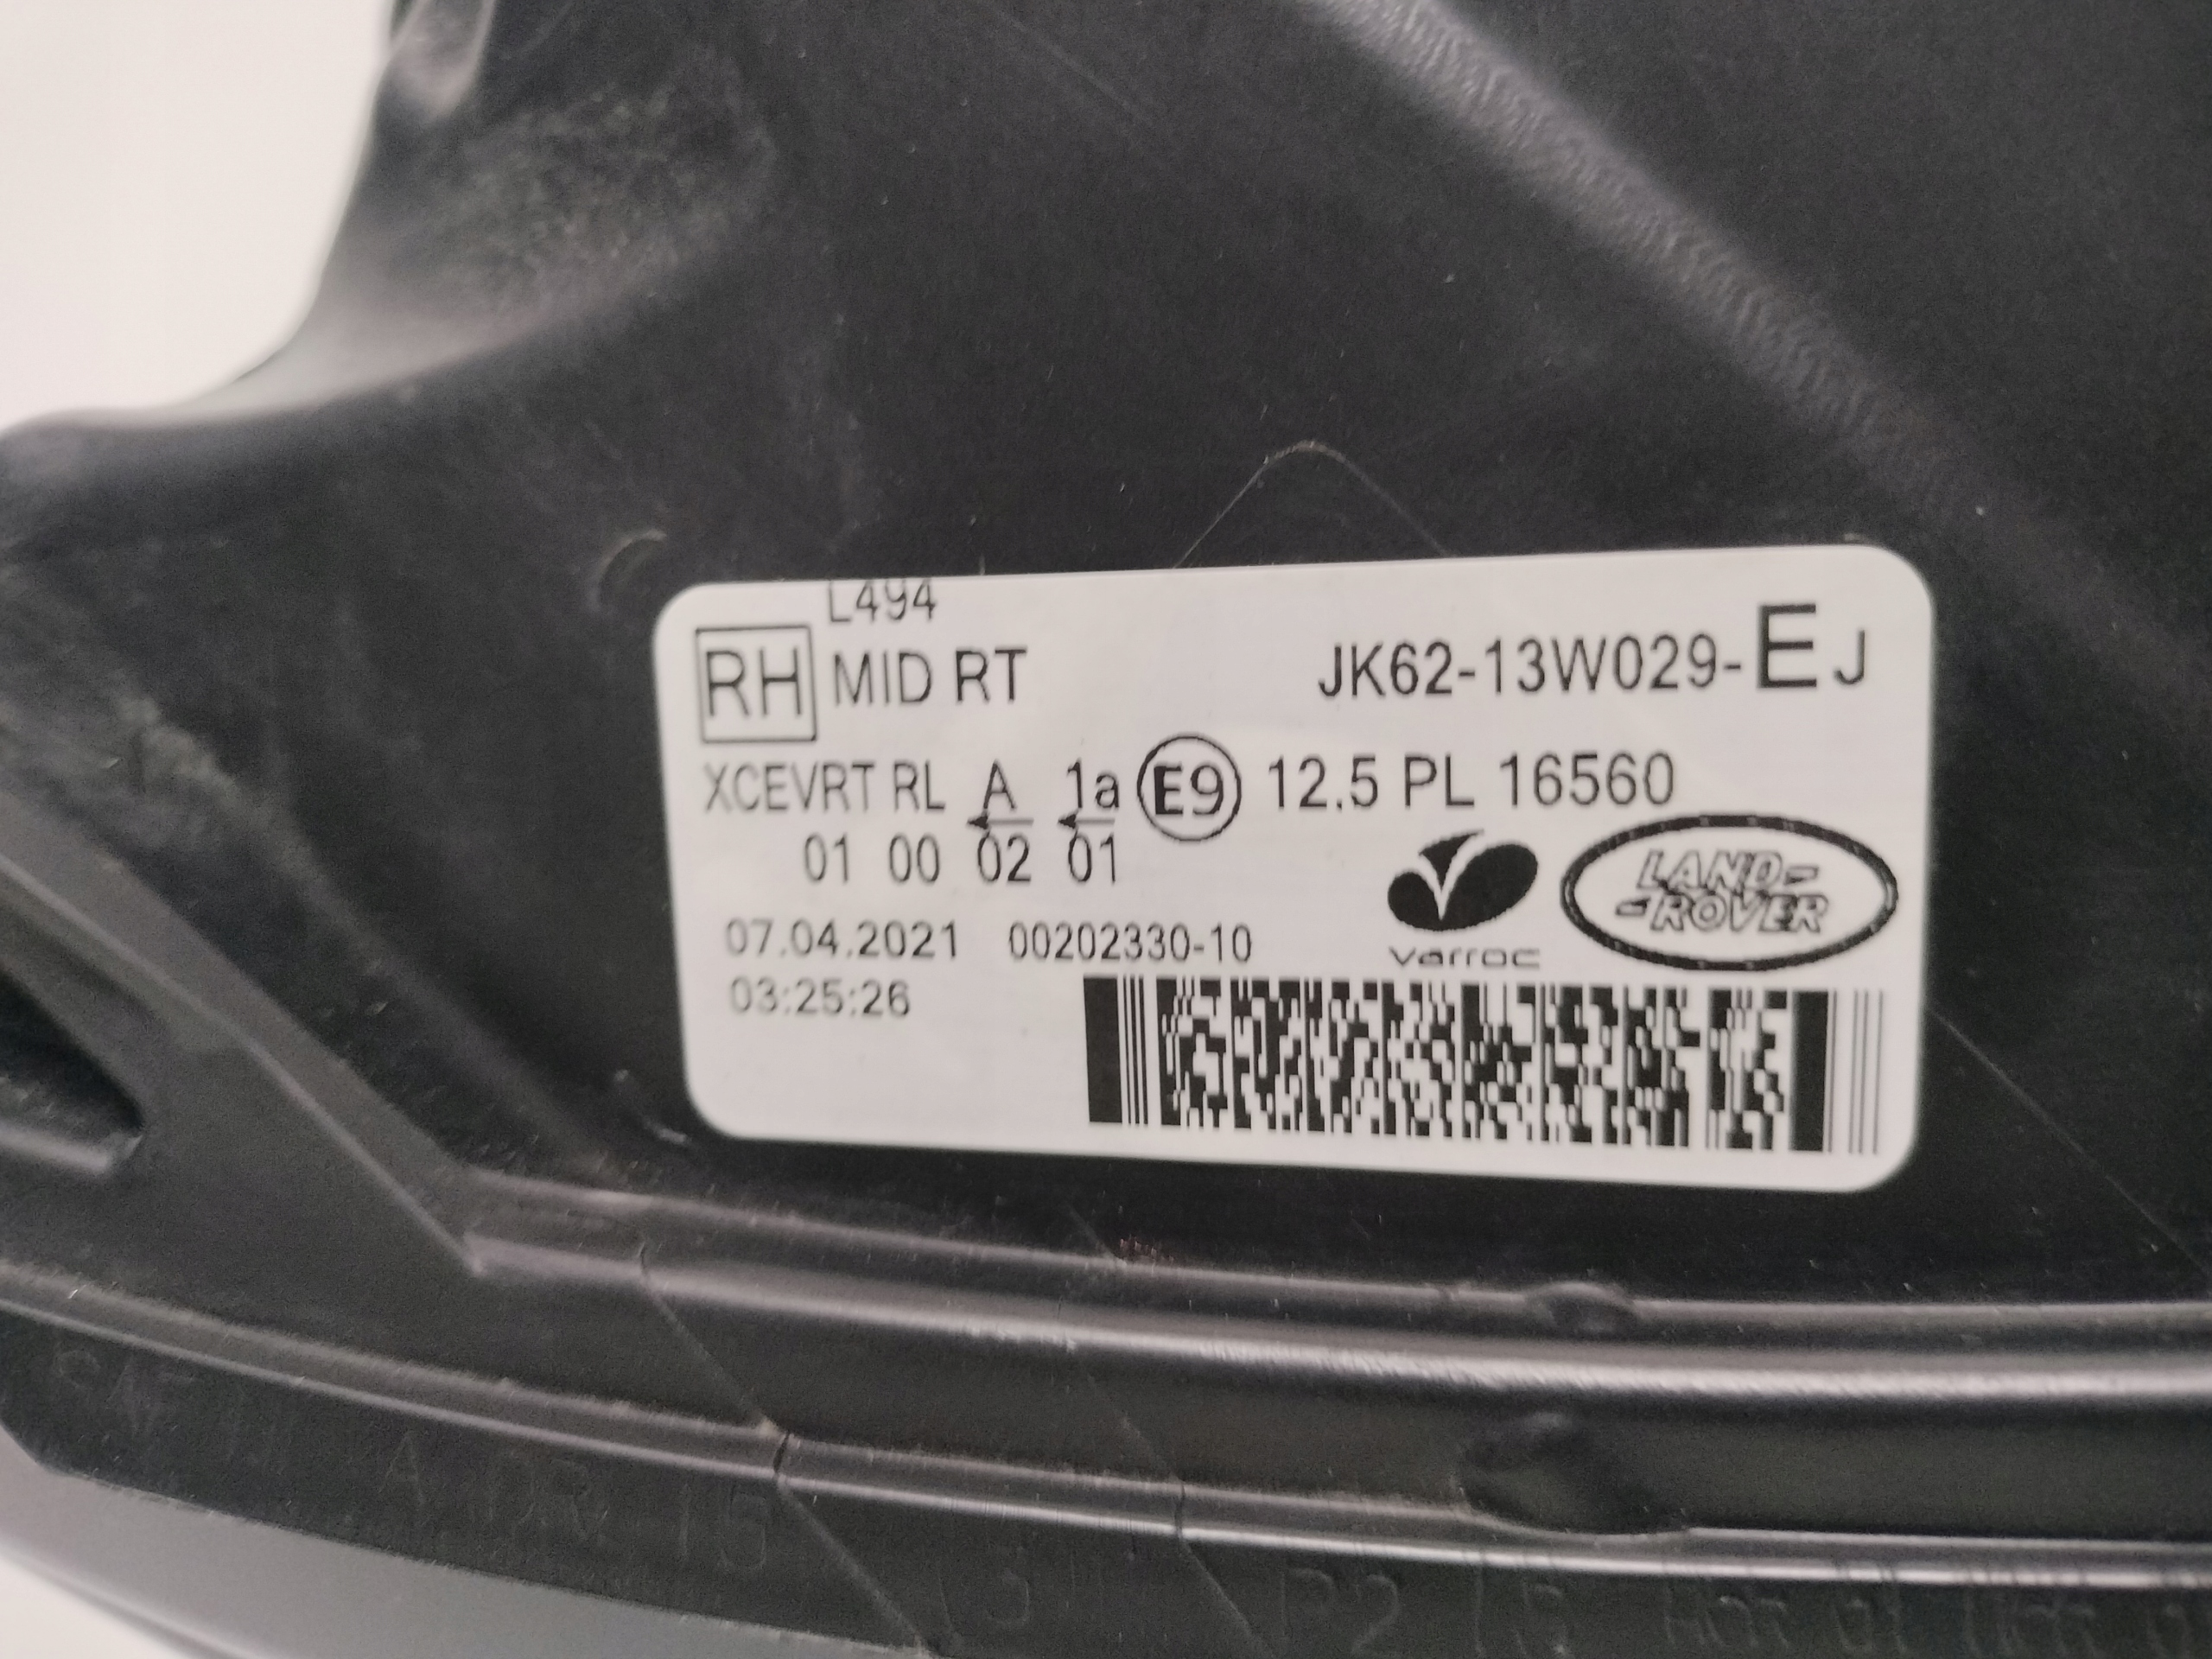 L494
RH MID RT JK62-13W029-EJ
XCEVRT RL A 1a E9 12.5 PL 16560
01 00 02 01
07.04.2021 00202330-10
03:25:26
varroc
LAND-
-ROVER